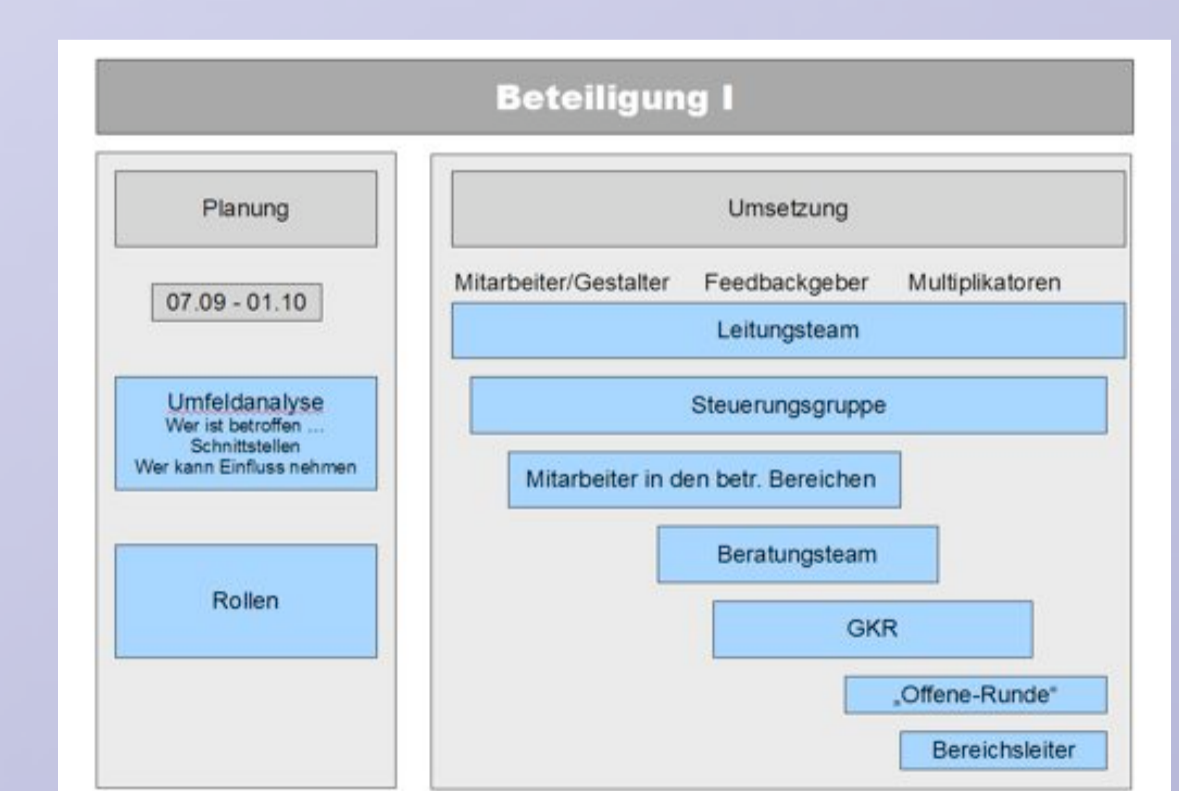 Beteiligung I
Planung
07.09 - 01.10
Umfeldanalyse
Wer ist betroffen ...
Schnittstellen
Wer kann Einfluss nehmen
Rollen
Umsetzung
Mitarbeiter/Gestalter Feedbackgeber Multiplikatoren
Leitungsteam
Steuerungsgruppe
Mitarbeiter in den betr. Bereichen
Beratungsteam
GKR
„Offene-Runde“
Bereichsleiter